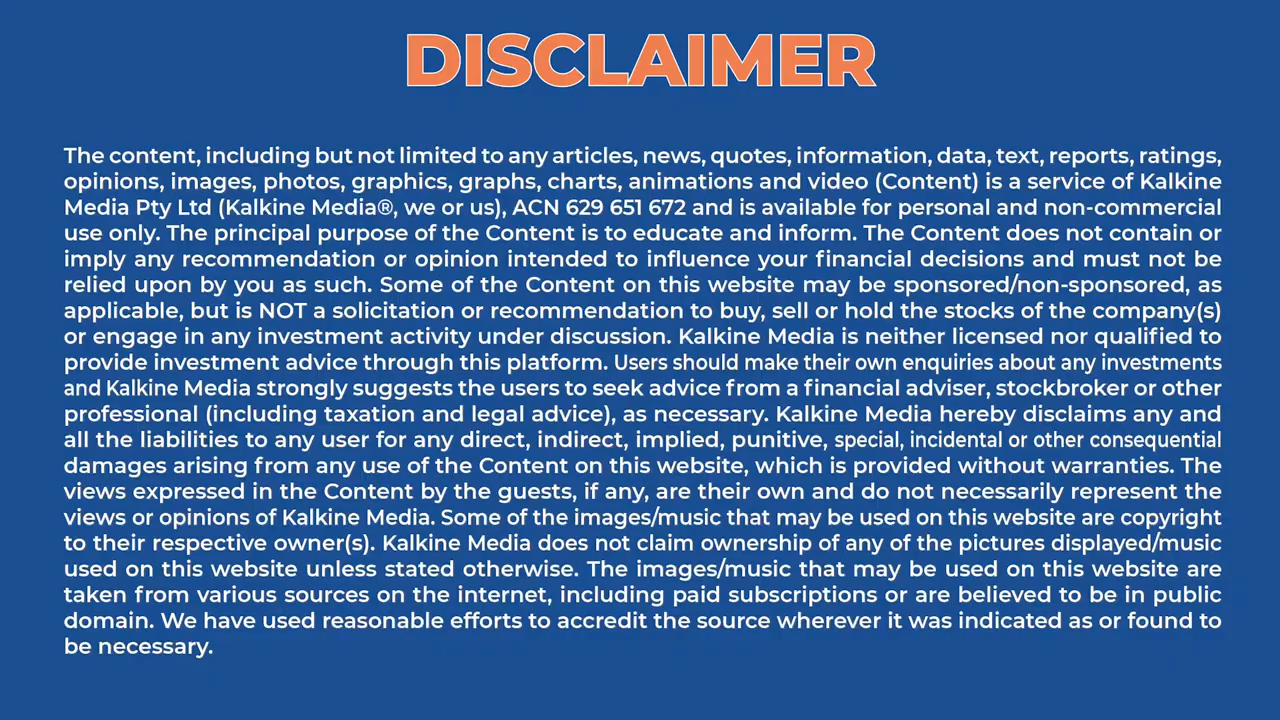 DISCLAIMER
The content, including but not limited to any articles, news, quotes, information, data, text, reports, ratings,
opinions, images, photos, graphics, graphs, charts, animations and video (Content) is a service of Kalkine
Media Pty Ltd (Kalkine Media®, we or us), ACN 629 651 672 and is available for personal and non-commercial
use only. The principal purpose of the Content is to educate and inform. The Content does not contain or
imply any recommendation or opinion intended to influence your financial decisions and must not be
relied upon by you as such. Some of the Content on this website may be sponsored/non-sponsored, as
applicable, but is NOT a solicitation or recommendation to buy, sell or hold the stocks of the company(s)
or engage in any investment activity under discussion. Kalkine Media is neither licensed nor qualified to
provide investment advice through this platform. Users should make their own enquiries about any investments
and Kalkine Media strongly suggests the users to seek advice from a financial adviser, stockbroker or other
professional (including taxation and legal advice), as necessary. Kalkine Media hereby disclaims any and
all the liabilities to any user for any direct, indirect, implied, punitive, special, incidental or other consequential
damages arising from any use of the Content on this website, which is provided without warranties. The
views expressed in the Content by the guests, if any, are their own and do not necessarily represent the
views or opinions of Kalkine Media. Some of the images/music that may be used on this website are copyright
to their respective owner(s). Kalkine Media does not claim ownership of any of the pictures displayed/music
used on this website unless stated otherwise. The images/music that may be used on this website are
taken from various sources on the internet, including paid subscriptions or are believed to be in public
domain. We have used reasonable efforts to accredit the source wherever it was indicated as or found to
be necessary.